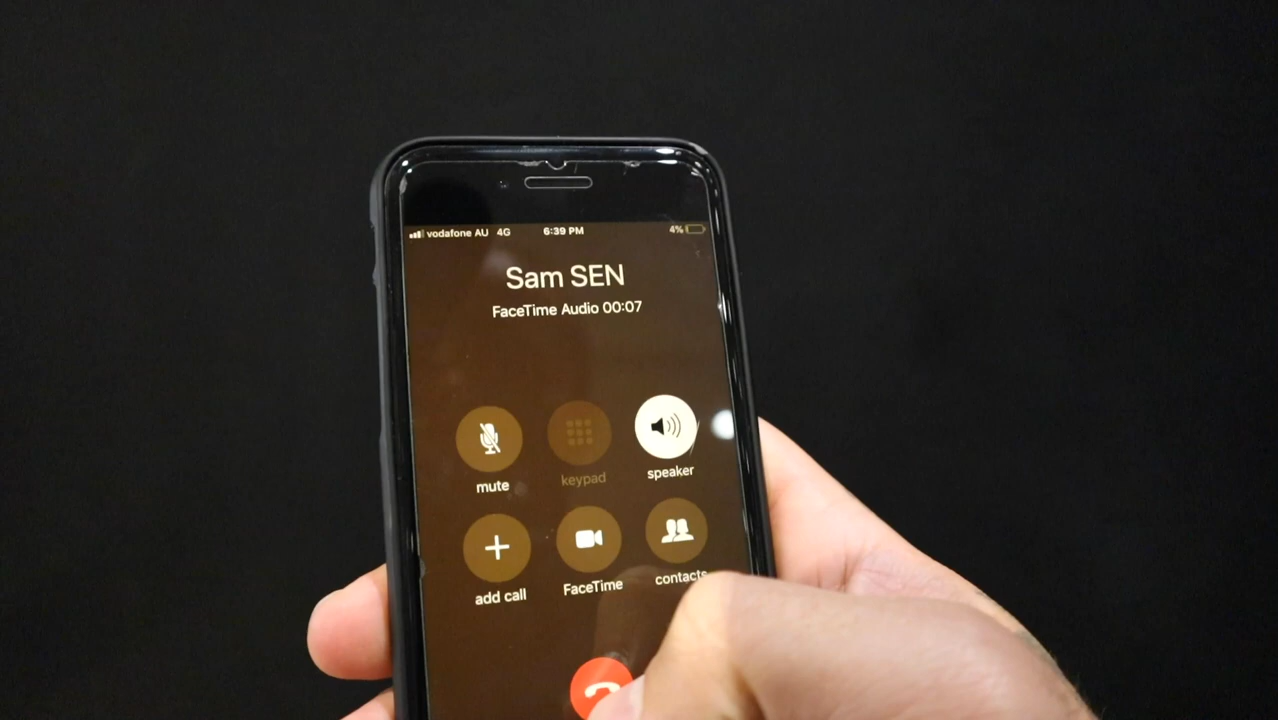 vodafone AU 4G 6:39 PM 4%
Sam SEN
FaceTime Audio 00:07
mute keypad speaker
add call FaceTime contacts